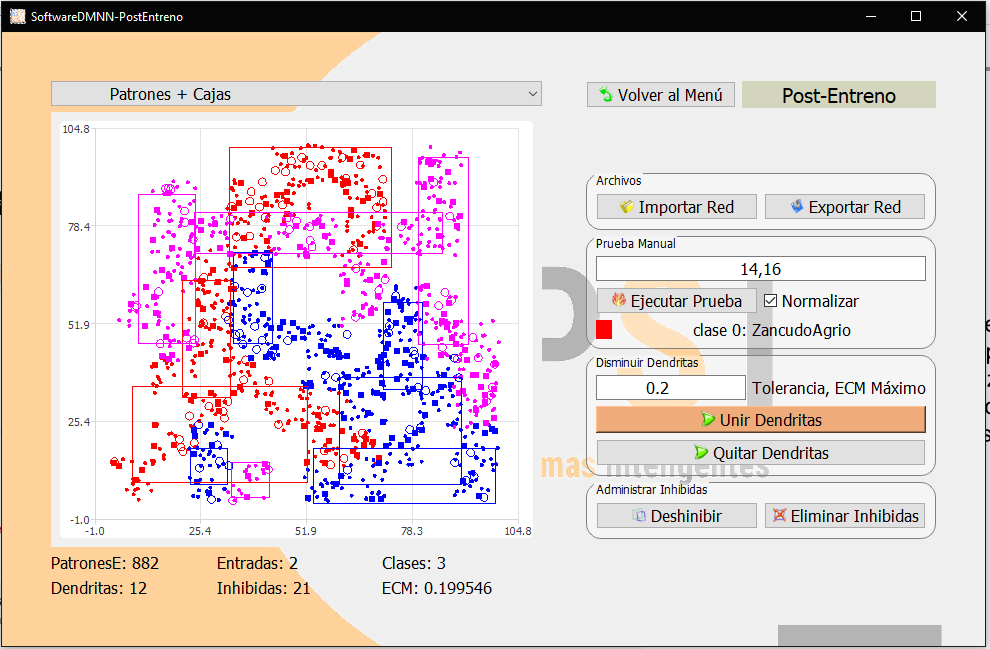 SoftwareDMNN-PostEntreno
Patrones + Cajas
Volver al Menú
Post-Entreno
104.8
78.4
51.9
25.4
-1.0
-1.0
25.4
51.9
78.3
104.8
Archivos
Importar Red
Exportar Red
Prueba Manual
14,16
Ejecutar Prueba
Normalizar
clase 0: ZancudoAgrio
Disminuir Dendritas
0.2
Tolerancia, ECM Máximo
Unir Dendritas
Quitar Dendritas
mas inteligentes
Administrar Inhibidas
Deshinibir
Eliminar Inhibidas
PatronesE: 882
Entradas: 2
Clases: 3
Dendritas: 12
Inhibidas: 21
ECM: 0.199546